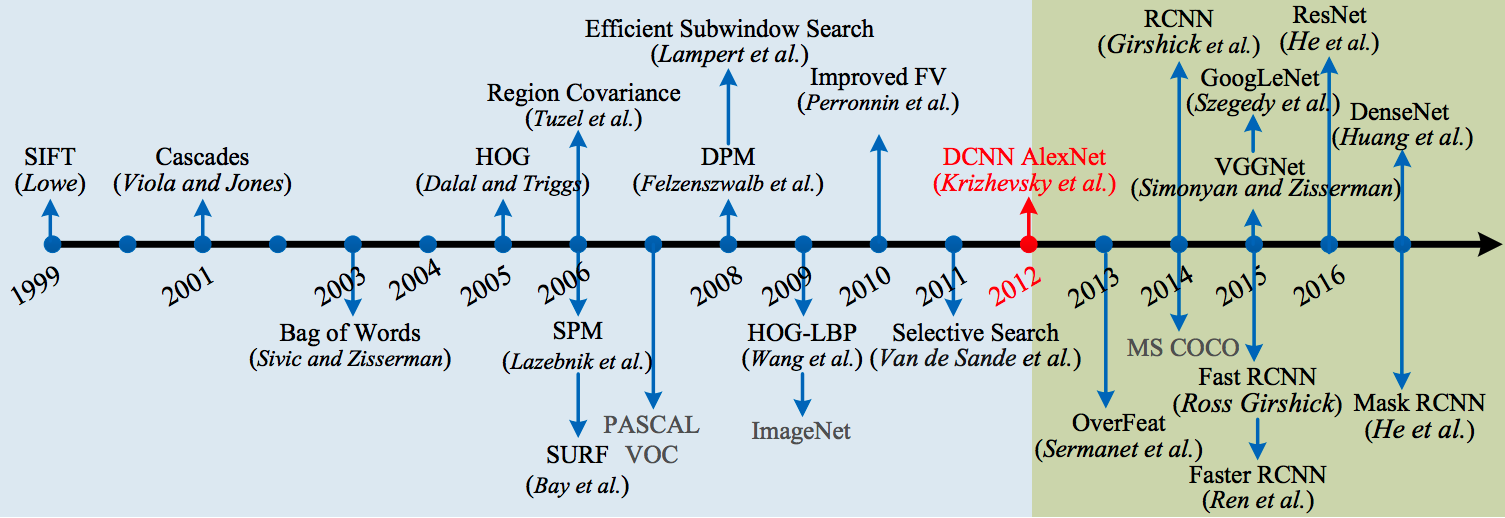 SIFT
(Lowe)
Cascades
(Viola and Jones)
HOG
(Dalal and Triggs)
Region Covariance
(Tuzel et al.)
Efficient Subwindow Search
(Lampert et al.)
DPM
(Felzenszwalb et al.)
Improved FV
(Perronnin et al.)
DCNN AlexNet
(Krizhevsky et al.)
RCNN
(Girshick et al.)
GoogLeNet
(Szegedy et al.)
VGGNet
(Simonyan and Zisserman)
ResNet
(He et al.)
DenseNet
(Huang et al.)
1999
2001
2003
2004
2005
2006
2008
2009
2010
2011
2012
2013
2014
2015
2016
Bag of Words
(Sivic and Zisserman)
SPM
(Lazebnik et al.)
SURF
(Bay et al.)
PASCAL
VOC
HOG-LBP
(Wang et al.)
ImageNet
Selective Search
(Van de Sande et al.)
OverFeat
(Sermanet et al.)
MS COCO
Fast RCNN
(Ross Girshick)
Faster RCNN
(Ren et al.)
Mask RCNN
(He et al.)